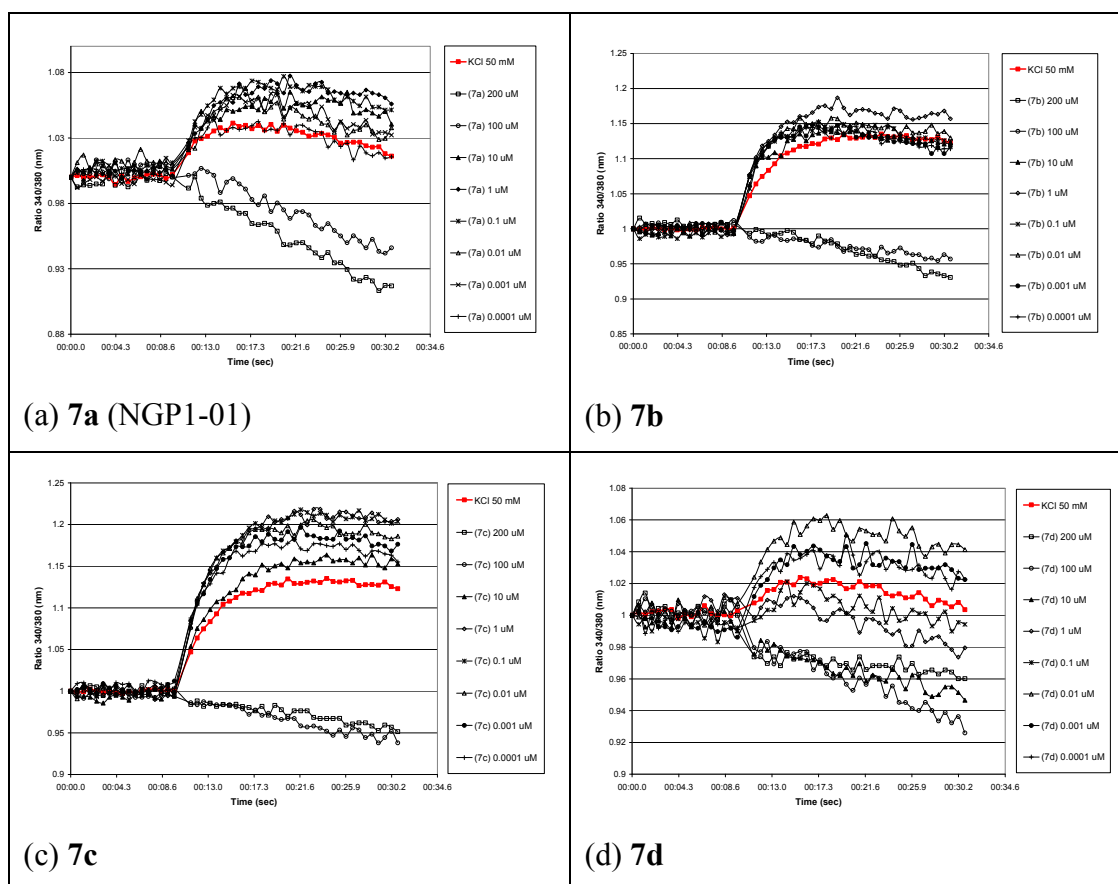 1.08
1.03
0.98
0.93
0.88
Ratio 340/380 (nm)
00:00.0 00:04.3 00:08.6 00:13.0 00:17.3 00:21.6 00:25.9 00:30.2 00:34.6
Time (sec)
KCl 50 mM
(7a) 200 uM
(7a) 100 uM
(7a) 10 uM
(7a) 1 uM
(7a) 0.1 uM
(7a) 0.01 uM
(7a) 0.001 uM
(7a) 0.0001 uM
(a) 7a (NGP1-01)
1.25
1.2
1.15
1.1
1.05
1
0.95
0.9
0.85
Ratio 340/380 (nm)
00:00.0 00:04.3 00:08.6 00:13.0 00:17.3 00:21.6 00:25.9 00:30.2 00:34.6
Time (sec)
KCl 50 mM
(7b) 200 uM
(7b) 100 uM
(7b) 10 uM
(7b) 1 uM
(7b) 0.1 uM
(7b) 0.01 uM
(7b) 0.001 uM
(7b) 0.0001 uM
(b) 7b
1.25
1.2
1.15
1.1
1.05
1
0.95
0.9
Ratio 340/380 (nm)
00:00.0 00:04.3 00:08.6 00:13.0 00:17.3 00:21.6 00:25.9 00:30.2 00:34.6
Time (sec)
KCl 50 mM
(7c) 200 uM
(7c) 100 uM
(7c) 10 uM
(7c) 1 uM
(7c) 0.1 uM
(7c) 0.01 uM
(7c) 0.001 uM
(7c) 0.0001 uM
(c) 7c
1.08
1.06
1.04
1.02
1
0.98
0.96
0.94
0.92
0.9
Ratio 340/380 (nm)
00:00.0 00:04.3 00:08.6 00:13.0 00:17.3 00:21.6 00:25.9 00:30.2 00:34.6
Time (sec)
KCl 50 mM
(7d) 200 uM
(7d) 100 uM
(7d) 10 uM
(7d) 1 uM
(7d) 0.1 uM
(7d) 0.01 uM
(7d) 0.001 uM
(7d) 0.0001 uM
(d) 7d